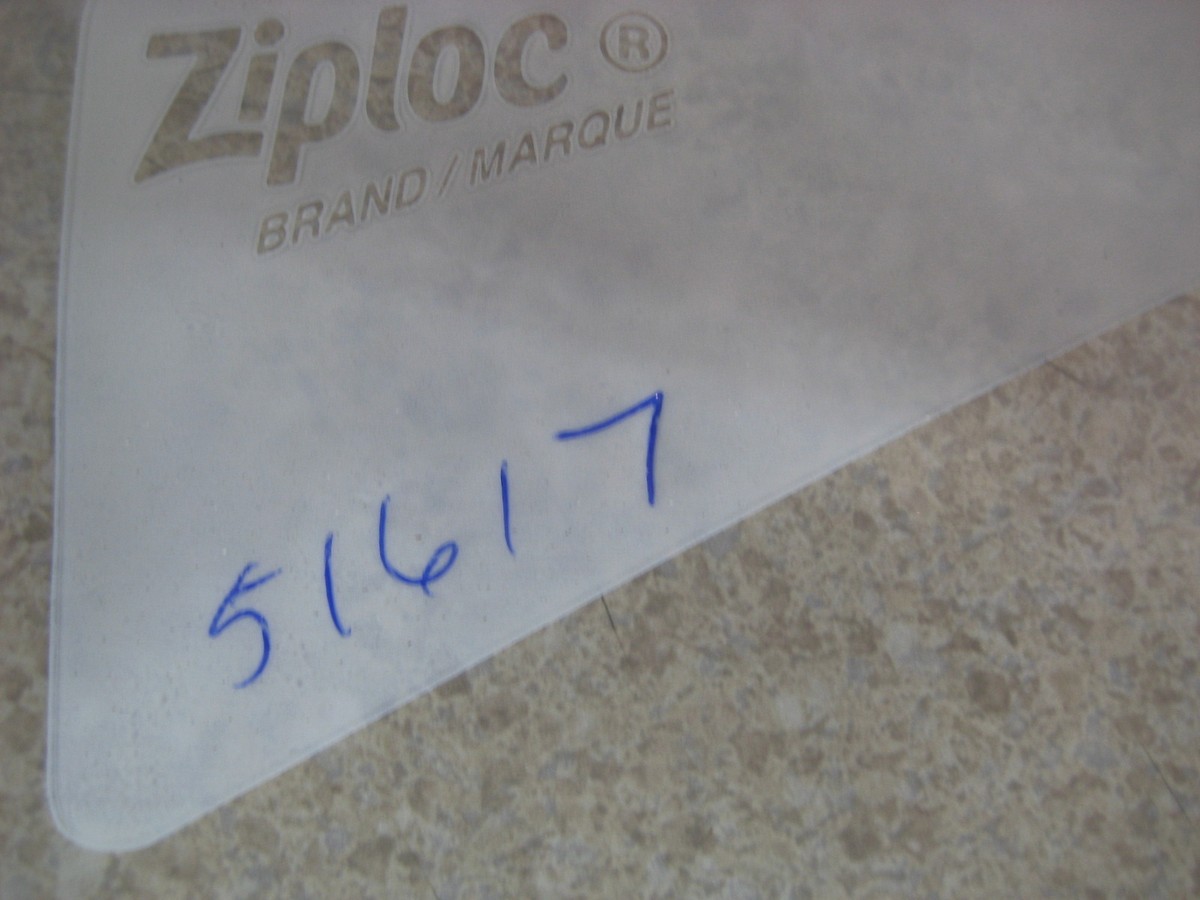 Ziploc ®
BRAND / MARQUE
51617